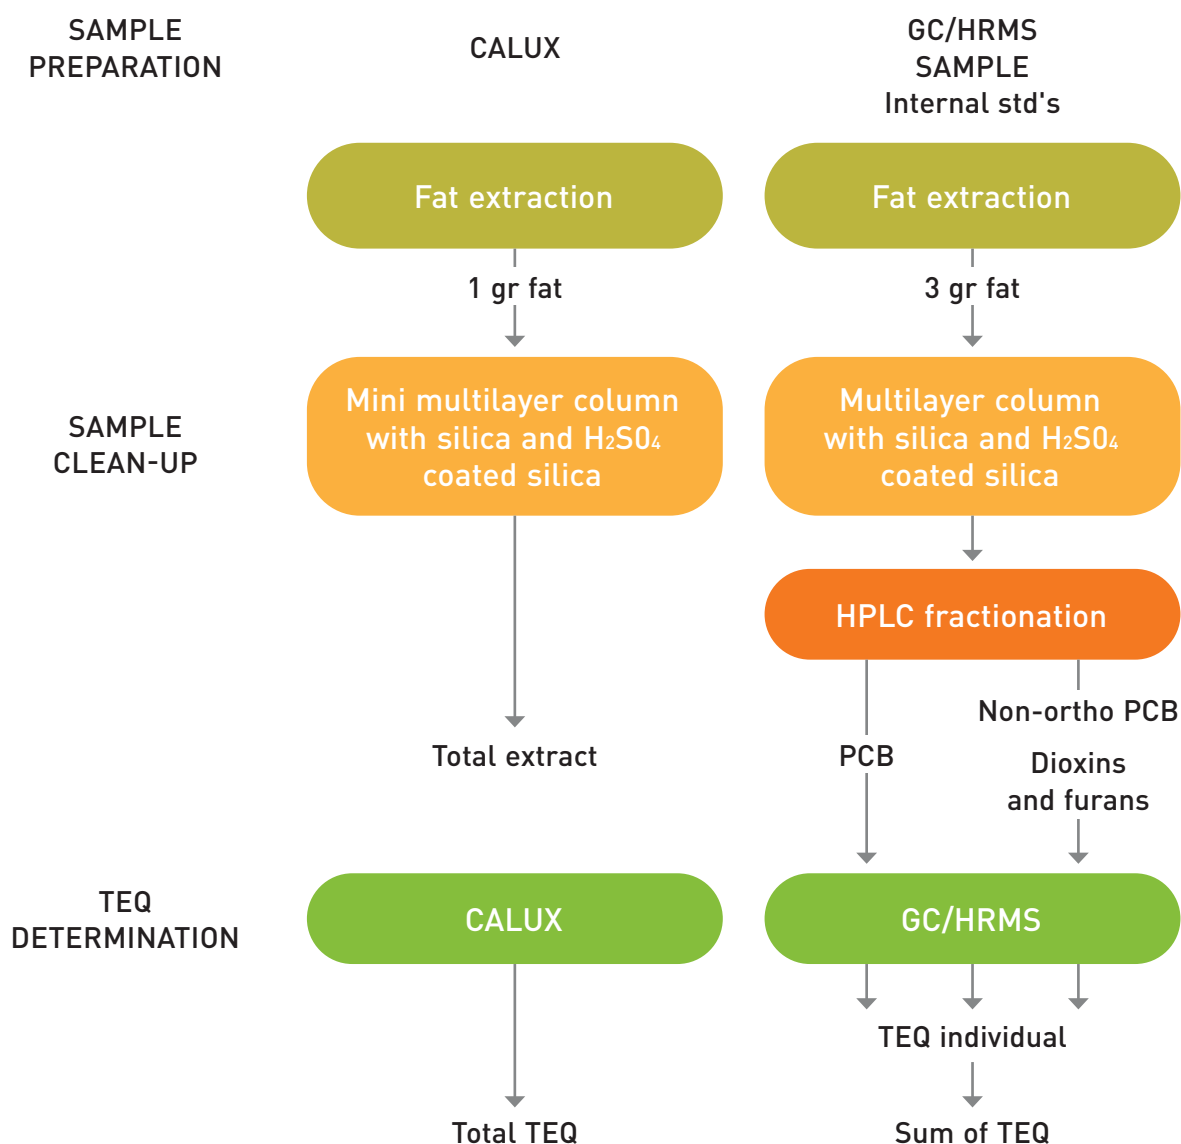 SAMPLE
PREPARATION
CALUX
GC/HRMS
SAMPLE
Internal std's
Fat extraction
Fat extraction
1 gr fat
3 gr fat
SAMPLE
CLEAN-UP
Mini multilayer column
with silica and H₂SO₄
coated silica
Multilayer column
with silica and H₂SO₄
coated silica
HPLC fractionation
Non-ortho PCB
Total extract
PCB
Dioxins
and furans
TEQ
DETERMINATION
CALUX
GC/HRMS
TEQ individual
Total TEQ
Sum of TEQ